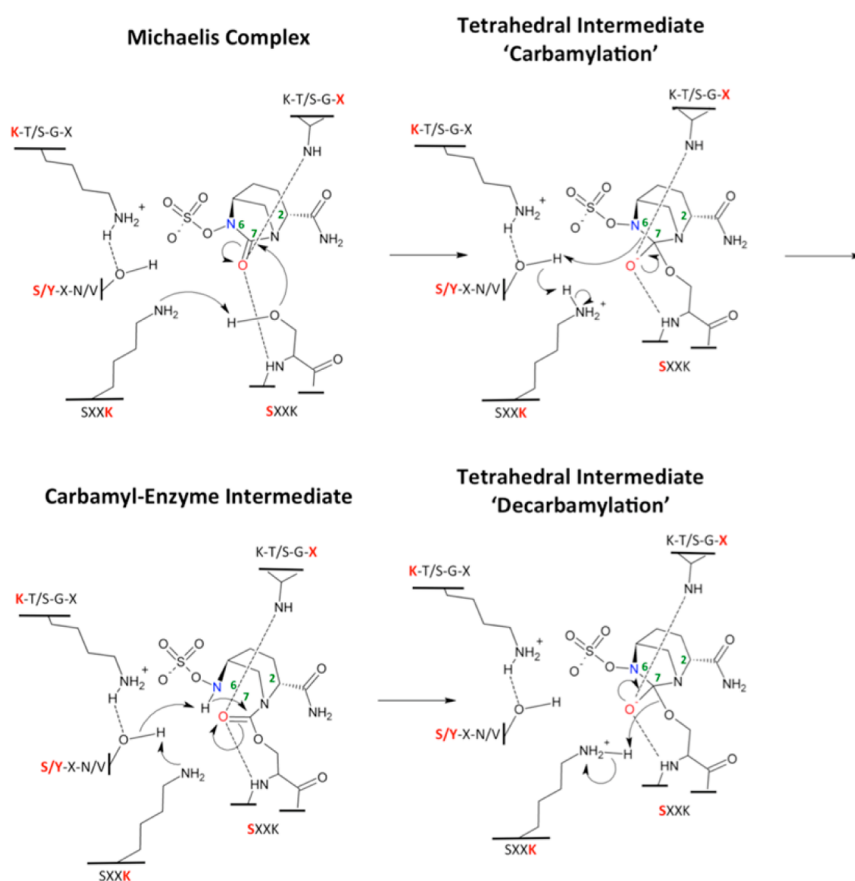 Michaelis Complex
Tetrahedral Intermediate
‘Carbamylation’
K-T/S-G-X
K-T/S-G-X
NH
NH2
+
H
O
S
O
O-
O
N
6
7
2
N
O
NH2
O
O
H
S/Y-X-N/V
NH2
H
O
HN
O
SXXK
SXXK
K-T/S-G-X
K-T/S-G-X
NH
NH2
+
H
O
S
O
O-
O
N
6
7
2
N
O
NH2
O
H
O-
O
S/Y-X-N/V
H
NH2
+
HN
O
SXXK
SXXK
Carbamyl-Enzyme Intermediate
Tetrahedral Intermediate
‘Decarbamylation’
K-T/S-G-X
K-T/S-G-X
NH
NH2
+
H
O
S
O
O-
O
N
H
6
7
2
N
O
NH2
O
O
O
H
S/Y-X-N/V
NH2
HN
O
SXXK
SXXK
K-T/S-G-X
K-T/S-G-X
NH
NH2
+
H
O
S
O
O-
O
N
6
7
2
N
O
NH2
O
H
O-
O
S/Y-X-N/V
NH2
+
H
HN
O
SXXK
SXXK